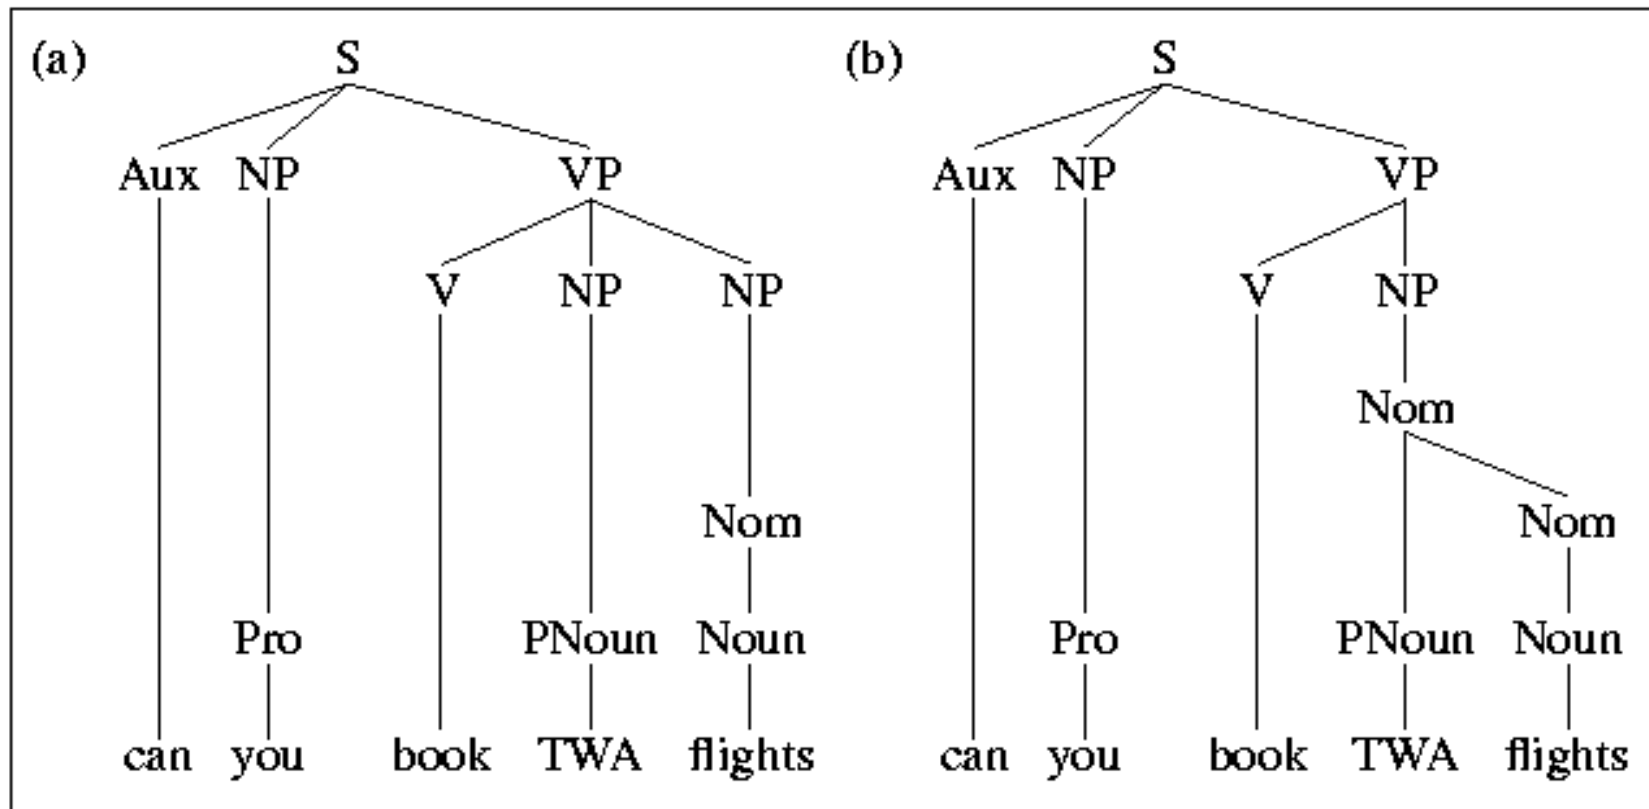 (a) S (b) S
Aux NP VP Aux NP VP
V NP NP V NP
Nom
Nom Nom
Pro PNoun Noun Pro PNoun Noun
can you book TWA flights can you book TWA flights